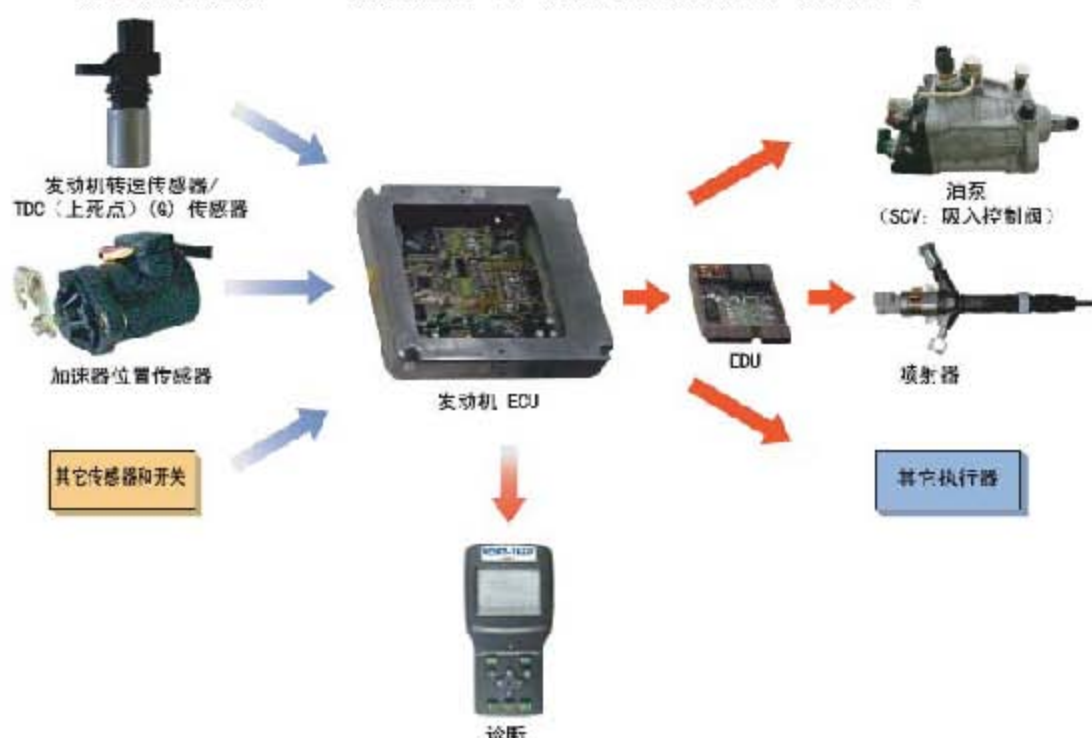 发动机转速传感器/
TDC（上死点）(G) 传感器
油泵
（SCV: 吸入控制阀）
加速器位置传感器
发动机 ECU
EDU
喷射器
其它传感器和开关
其它执行器
诊断